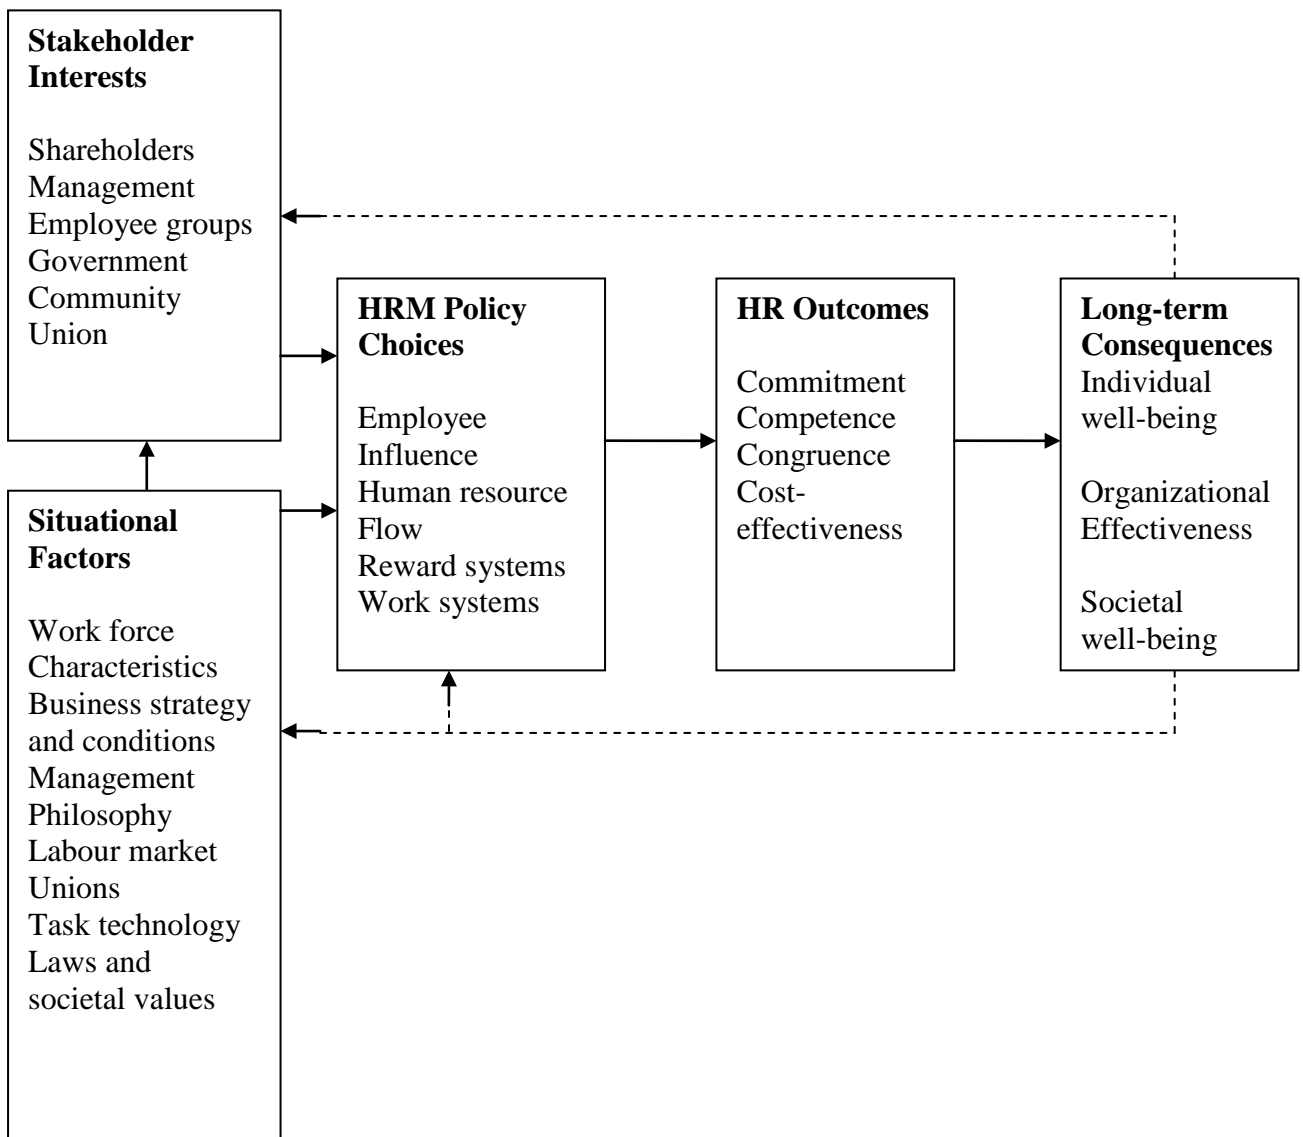 Stakeholder
Interests
Shareholders
Management
Employee groups
Government
Community
Union
Situational
Factors
Work force
Characteristics
Business strategy
and conditions
Management
Philosophy
Labour market
Unions
Task technology
Laws and
societal values
HRM Policy
Choices
Employee
Influence
Human resource
Flow
Reward systems
Work systems
HR Outcomes
Commitment
Competence
Congruence
Cost-
effectiveness
Long-term
Consequences
Individual
well-being
Organizational
Effectiveness
Societal
well-being